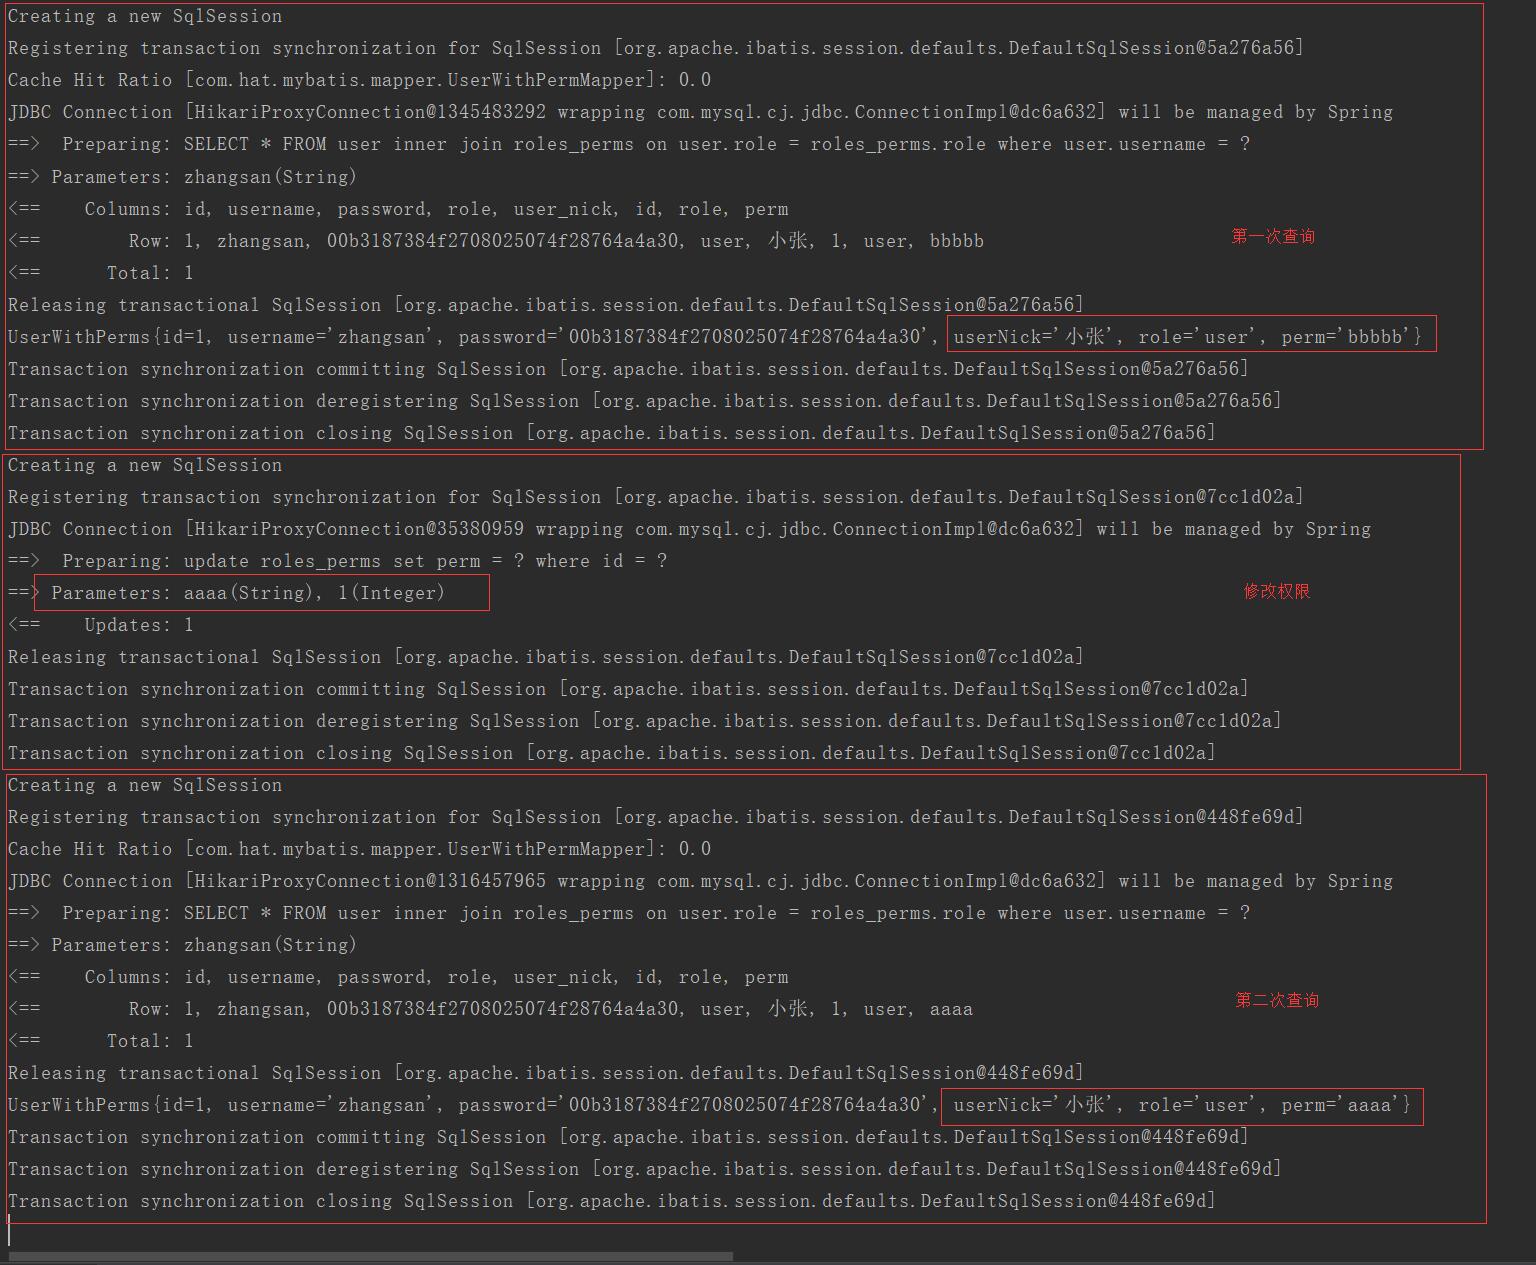 Creating a new SqlSession
Registering transaction synchronization for SqlSession [org.apache.ibatis.session.defaults.DefaultSqlSession@5a276a56]
Cache Hit Ratio [com.hat.mybatis.mapper.UserWithPermMapper]: 0.0
JDBC Connection [HikariProxyConnection@1345483292 wrapping com.mysql.cj.jdbc.ConnectionImpl@dc6a632] will be managed by Spring
==>  Preparing: SELECT * FROM user inner join roles_perms on user.role = roles_perms.role where user.username = ?
==> Parameters: zhangsan(String)
<==    Columns: id, username, password, role, user_nick, id, role, perm
<==        Row: 1, zhangsan, 00b3187384f2708025074f28764a4a30, user, 小张, 1, user, bbbbb
第一次查询
<==      Total: 1
Releasing transactional SqlSession [org.apache.ibatis.session.defaults.DefaultSqlSession@5a276a56]
UserWithPerms{id=1, username='zhangsan', password='00b3187384f2708025074f28764a4a30', userNick='小张', role='user', perm='bbbbb'}
Transaction synchronization committing SqlSession [org.apache.ibatis.session.defaults.DefaultSqlSession@5a276a56]
Transaction synchronization deregistering SqlSession [org.apache.ibatis.session.defaults.DefaultSqlSession@5a276a56]
Transaction synchronization closing SqlSession [org.apache.ibatis.session.defaults.DefaultSqlSession@5a276a56]
Creating a new SqlSession
Registering transaction synchronization for SqlSession [org.apache.ibatis.session.defaults.DefaultSqlSession@7cc1d02a]
JDBC Connection [HikariProxyConnection@35380959 wrapping com.mysql.cj.jdbc.ConnectionImpl@dc6a632] will be managed by Spring
==>  Preparing: update roles_perms set perm = ? where id = ?
==> Parameters: aaaa(String), 1(Integer)
修改权限
<==    Updates: 1
Releasing transactional SqlSession [org.apache.ibatis.session.defaults.DefaultSqlSession@7cc1d02a]
Transaction synchronization committing SqlSession [org.apache.ibatis.session.defaults.DefaultSqlSession@7cc1d02a]
Transaction synchronization deregistering SqlSession [org.apache.ibatis.session.defaults.DefaultSqlSession@7cc1d02a]
Transaction synchronization closing SqlSession [org.apache.ibatis.session.defaults.DefaultSqlSession@7cc1d02a]
Creating a new SqlSession
Registering transaction synchronization for SqlSession [org.apache.ibatis.session.defaults.DefaultSqlSession@448fe69d]
Cache Hit Ratio [com.hat.mybatis.mapper.UserWithPermMapper]: 0.0
JDBC Connection [HikariProxyConnection@1316457965 wrapping com.mysql.cj.jdbc.ConnectionImpl@dc6a632] will be managed by Spring
==>  Preparing: SELECT * FROM user inner join roles_perms on user.role = roles_perms.role where user.username = ?
==> Parameters: zhangsan(String)
<==    Columns: id, username, password, role, user_nick, id, role, perm
<==        Row: 1, zhangsan, 00b3187384f2708025074f28764a4a30, user, 小张, 1, user, aaaa
第二次查询
<==      Total: 1
Releasing transactional SqlSession [org.apache.ibatis.session.defaults.DefaultSqlSession@448fe69d]
UserWithPerms{id=1, username='zhangsan', password='00b3187384f2708025074f28764a4a30', userNick='小张', role='user', perm='aaaa'}
Transaction synchronization committing SqlSession [org.apache.ibatis.session.defaults.DefaultSqlSession@448fe69d]
Transaction synchronization deregistering SqlSession [org.apache.ibatis.session.defaults.DefaultSqlSession@448fe69d]
Transaction synchronization closing SqlSession [org.apache.ibatis.session.defaults.DefaultSqlSession@448fe69d]